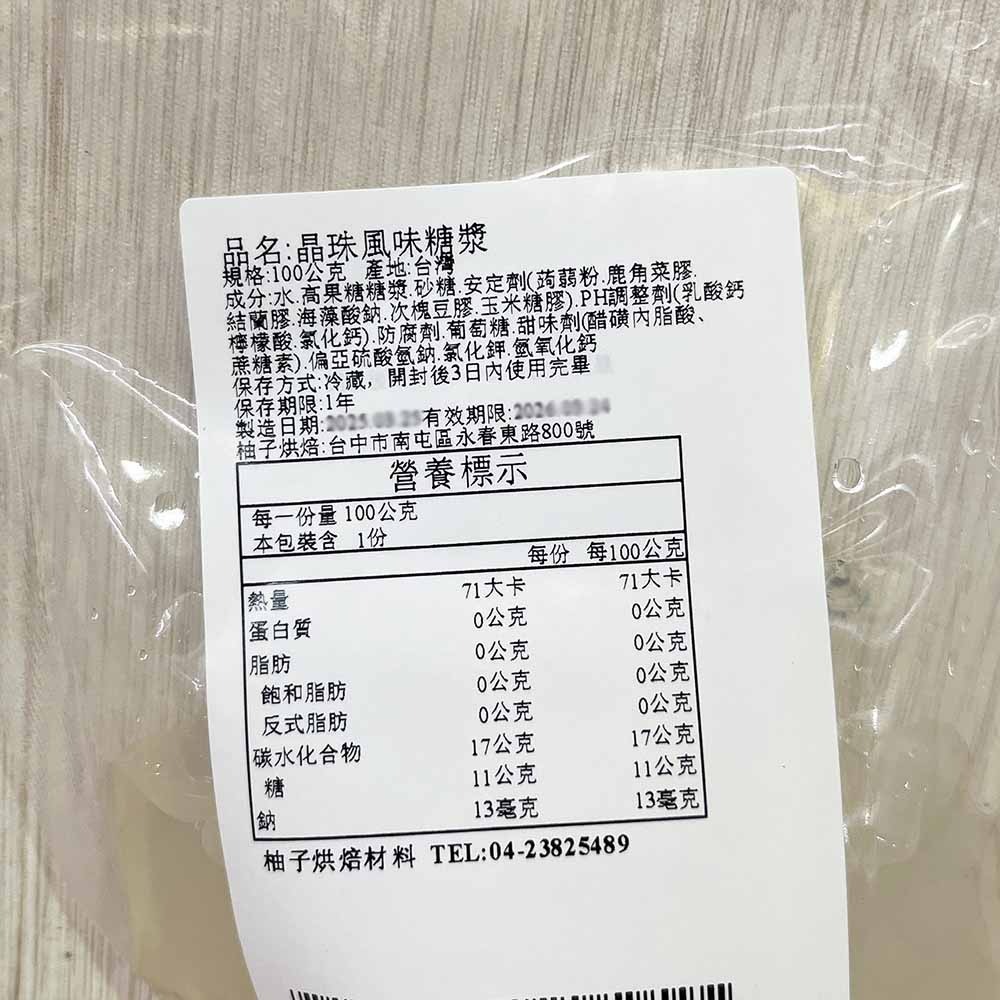 品名:晶珠風味糖漿
規格:100公克 產地:台灣
成分:水.高果糖糖漿.砂糖.安定劑(蒟蒻粉.鹿角菜膠.
結蘭膠.海藻酸鈉.次槐豆膠.玉米糖膠).PH調整劑(乳酸鈣
檸檬酸.氯化鈣).防腐劑.葡萄糖.甜味劑(醋磺內脂酸、
蔗糖素).偏亞硫酸氫鈉.氯化鉀.氫氧化鈣
保存方式:冷藏，開封後3日內使用完畢
保存期限:1年
製造日期: 有效期限:
柚子烘焙:台中市南屯區永春東路800號
營養標示
每一份量 100公克
本包裝含 1份
每份 每100公克
熱量 71大卡 71大卡
蛋白質 0公克 0公克
脂肪 0公克 0公克
飽和脂肪 0公克 0公克
反式脂肪 0公克 0公克
碳水化合物 17公克 17公克
糖 11公克 11公克
鈉 13毫克 13毫克
柚子烘焙材料 TEL:04-23825489